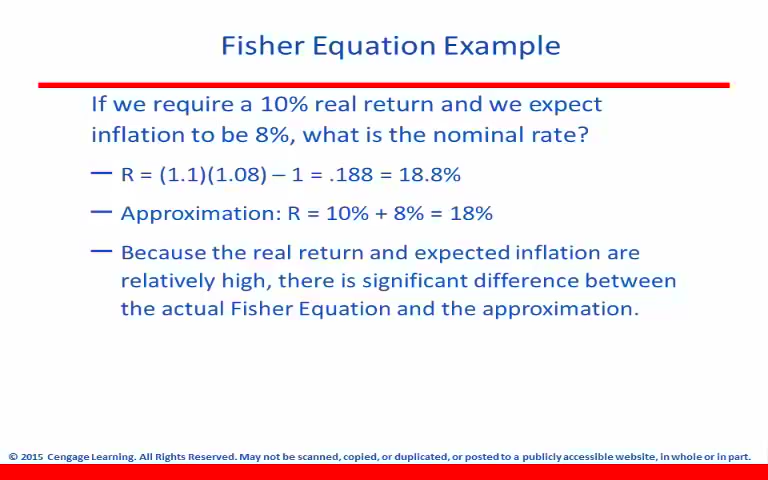 Fisher Equation Example
If we require a 10% real return and we expect
inflation to be 8%, what is the nominal rate?
— R = (1.1)(1.08) – 1 = .188 = 18.8%
— Approximation: R = 10% + 8% = 18%
— Because the real return and expected inflation are
relatively high, there is significant difference between
the actual Fisher Equation and the approximation.
© 2015 Cengage Learning. All Rights Reserved. May not be scanned, copied, or duplicated, or posted to a publicly accessible website, in whole or in part.